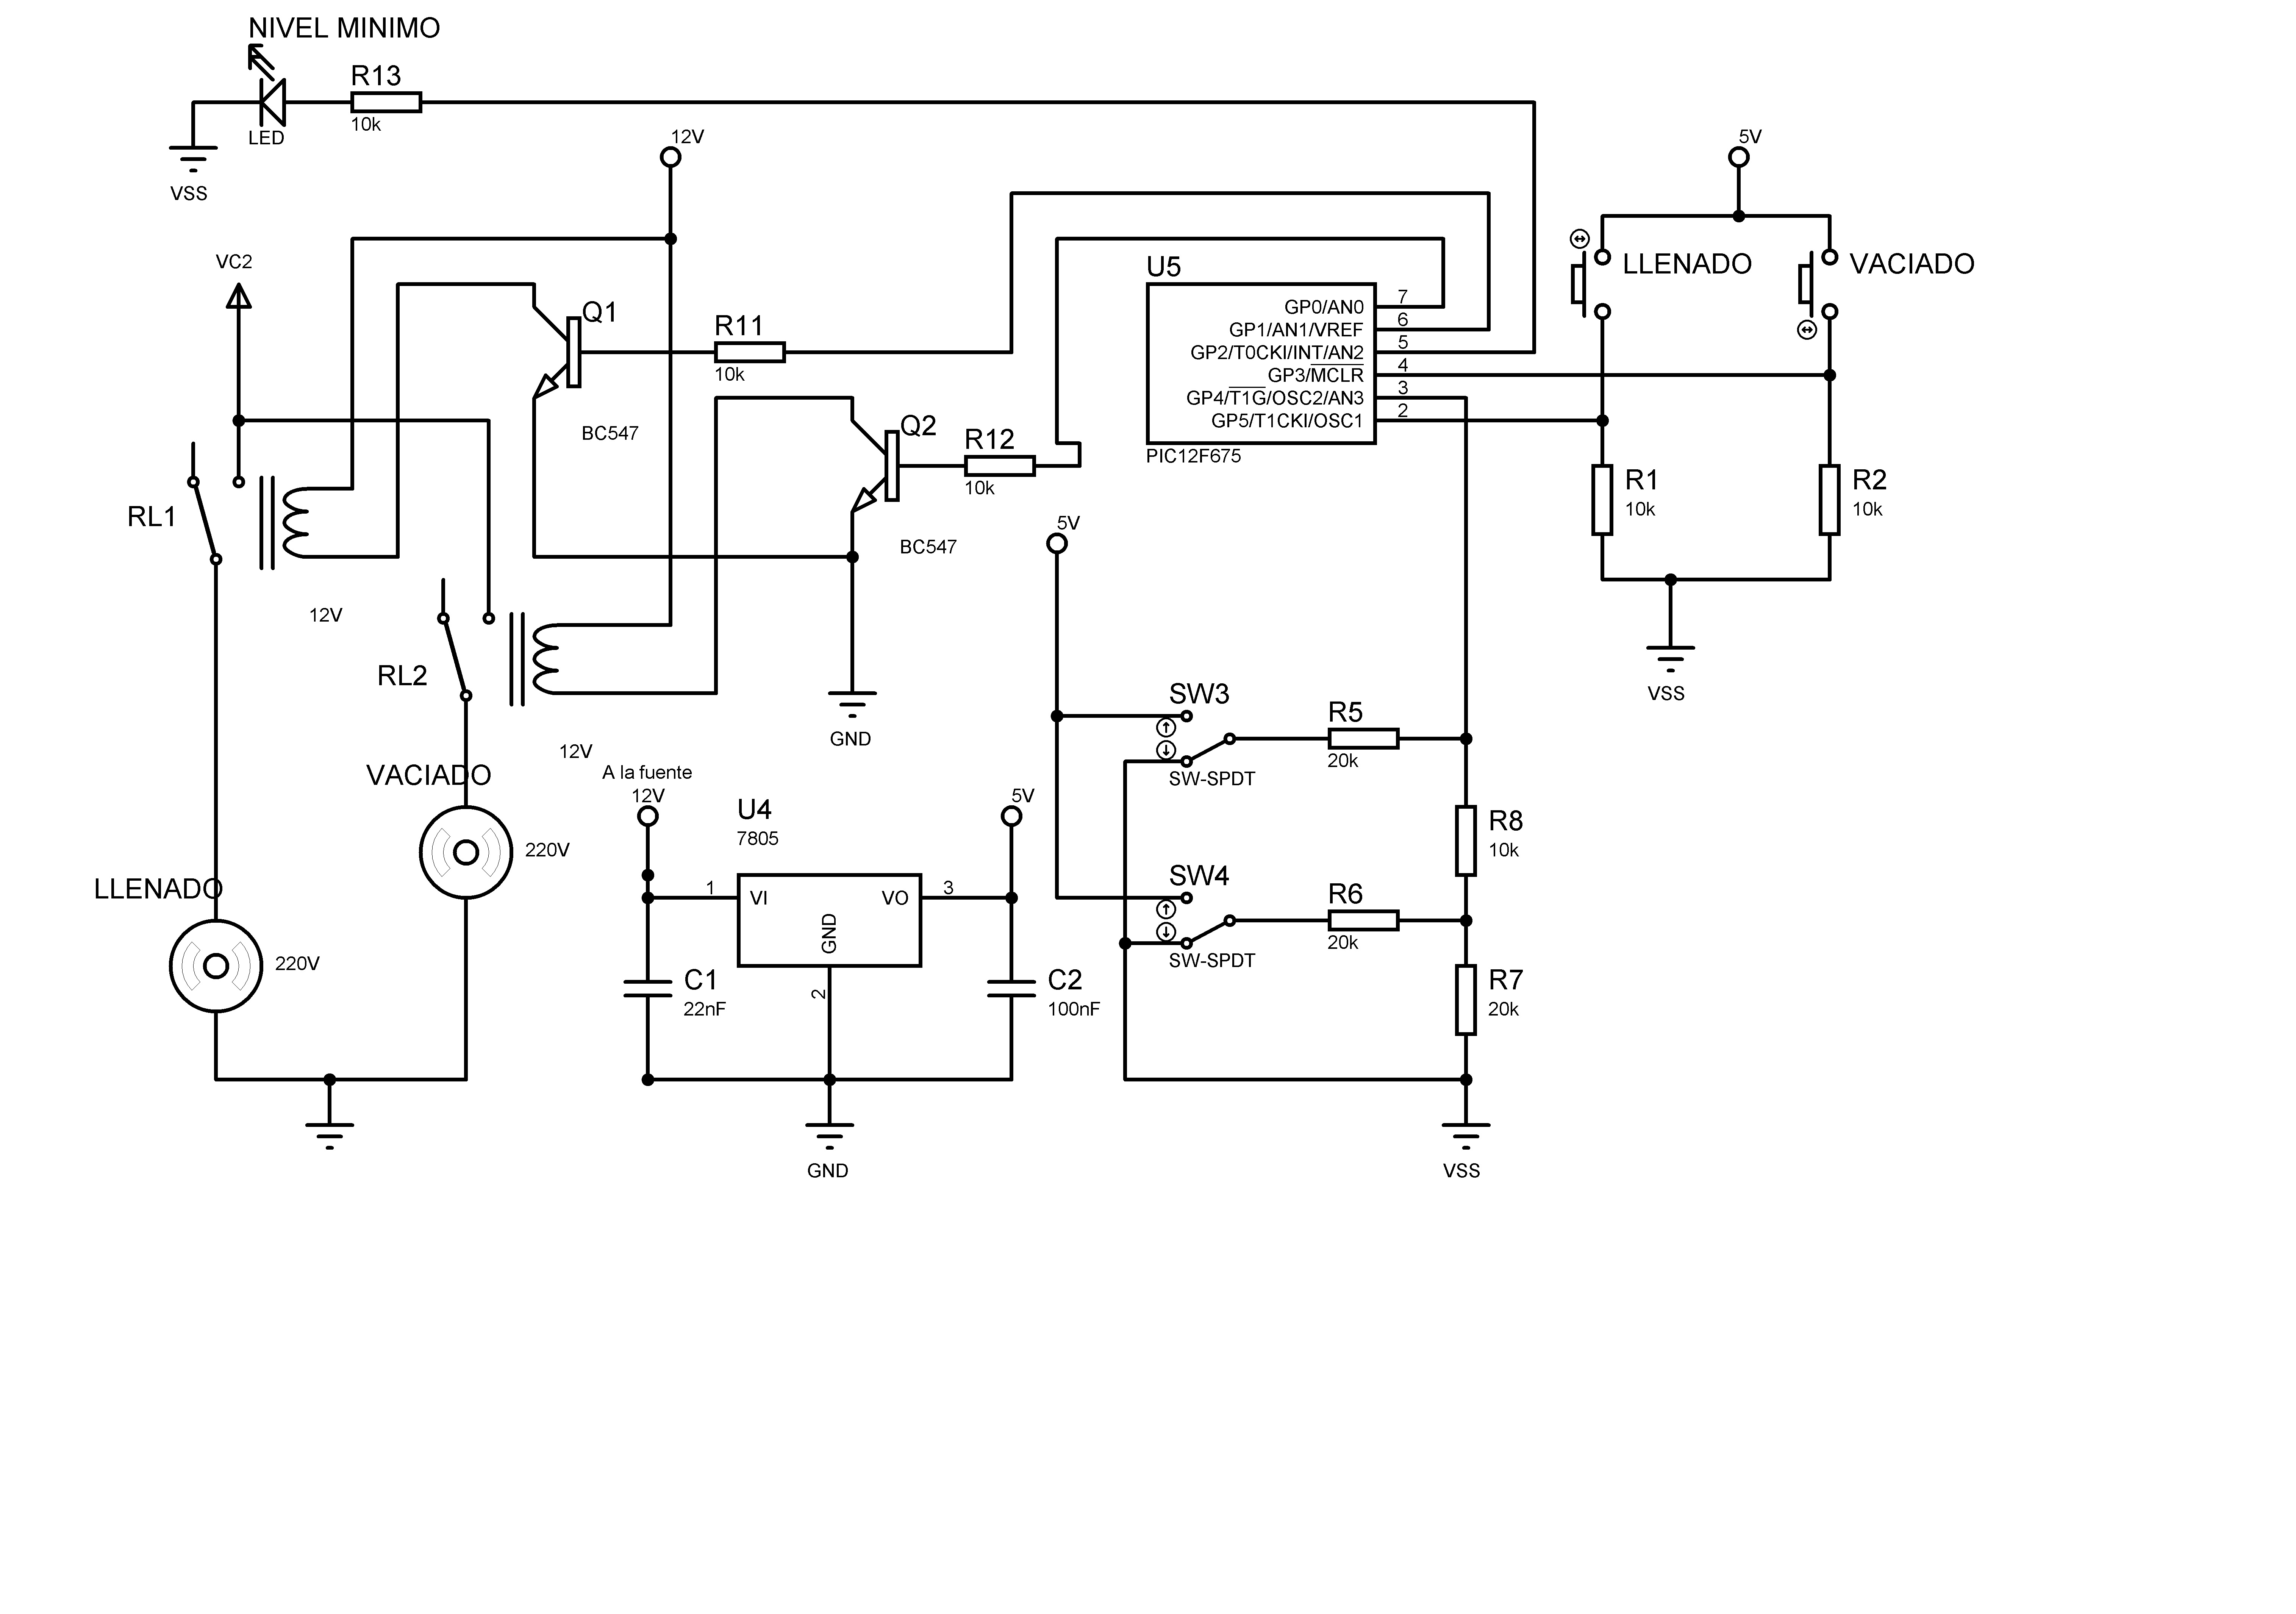 NIVEL MINIMO
R13
10k
LED
VSS
12V
5V
VC2
LLENADO
VACIADO
U5
GP0/AN0
7
GP1/AN1/VREF
6
GP2/T0CKI/INT/AN2
5
GP3/MCLR
4
GP4/T1G/OSC2/AN3
3
GP5/T1CKI/OSC1
2
PIC12F675
Q1
BC547
R11
10k
Q2
BC547
R12
10k
R1
10k
R2
10k
VSS
RL1
12V
RL2
12V
GND
5V
SW3
SW-SPDT
R5
20k
VACIADO
220V
LLENADO
220V
A la fuente
12V
U4
7805
5V
1
VI
VO
3
GND
2
C1
22nF
C2
100nF
GND
R8
10k
SW4
SW-SPDT
R6
20k
R7
20k
VSS